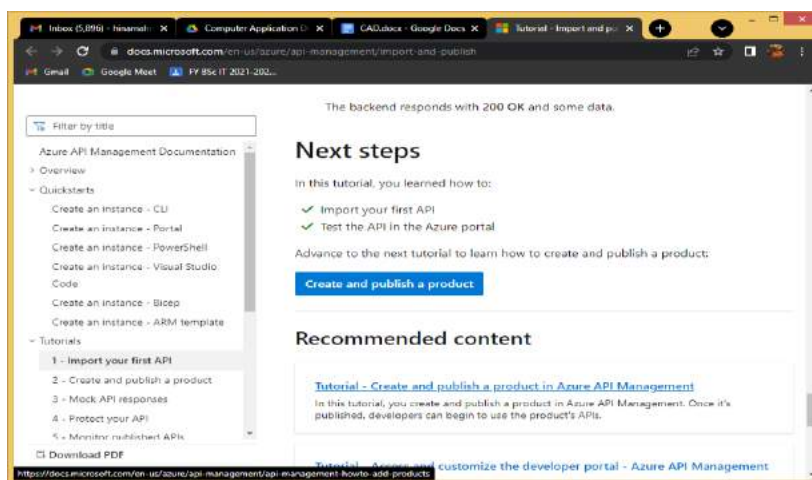 Inbox (5,896) - hinamah
Computer Application D
CAD.docx - Google Docs
Tutorial - Import and pu
docs.microsoft.com/en-us/azure/api-management/import-and-publish
Gmail
Google Meet
FY BSc IT 2021-202...
The backend responds with 200 OK and some data.
Filter by title
Azure API Management Documentation
Overview
Quickstarts
Create an instance - CLI
Create an instance - Portal
Create an instance - PowerShell
Create an instance - Visual Studio
Code
Create an instance - Bicep
Create an instance - ARM template
Tutorials
1 - Import your first API
2 - Create and publish a product
3 - Mock API responses
4 - Protect your API
5 - Monitor published APIs
Download PDF
Next steps
In this tutorial, you learned how to:
Import your first API
Test the API in the Azure portal
Advance to the next tutorial to learn how to create and publish a product:
Create and publish a product
Recommended content
Tutorial - Create and publish a product in Azure API Management
In this tutorial, you create and publish a product in Azure API Management. Once it's
published, developers can begin to use the product's APIs.
Tutorial - Access and customize the developer portal - Azure API Management
https://docs.microsoft.com/en-us/azure/api-management/api-management-howto-add-products